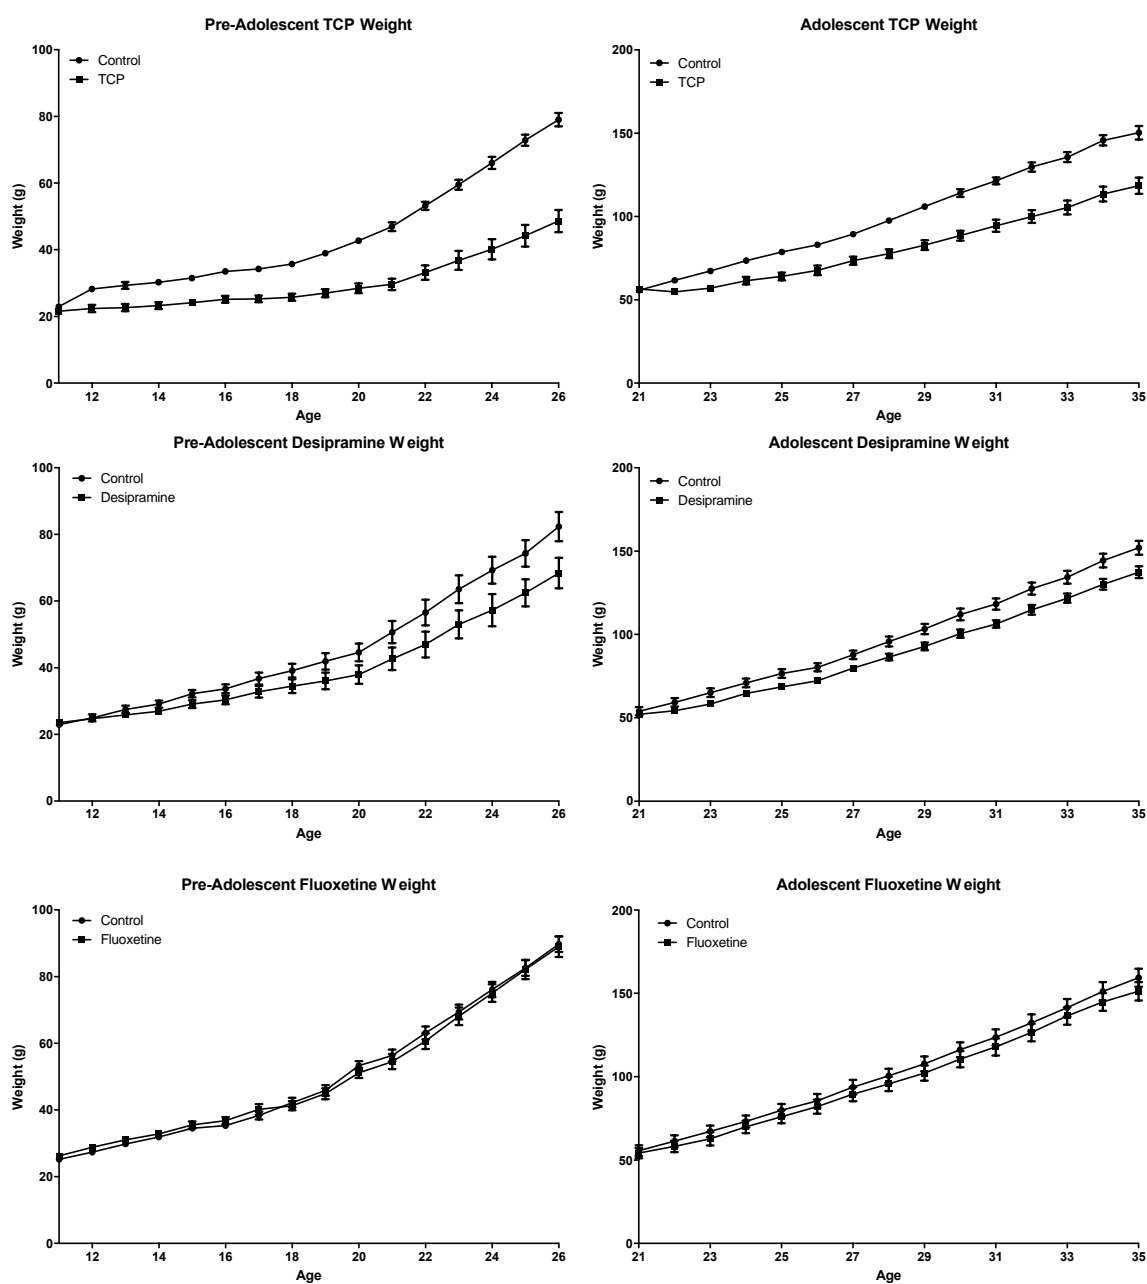 Pre-Adolescent TCP Weight
100
80
60
40
20
0
Weight (g)
Control
TCP
12 14 16 18 20 22 24 26
Age
Adolescent TCP Weight
200
150
100
50
0
Weight (g)
Control
TCP
21 23 25 27 29 31 33 35
Age
Pre-Adolescent Desipramine Weight
100
80
60
40
20
0
Weight (g)
Control
Desipramine
12 14 16 18 20 22 24 26
Age
Adolescent Desipramine Weight
200
150
100
50
0
Weight (g)
Control
Desipramine
21 23 25 27 29 31 33 35
Age
Pre-Adolescent Fluoxetine Weight
100
80
60
40
20
0
Weight (g)
Control
Fluoxetine
12 14 16 18 20 22 24 26
Age
Adolescent Fluoxetine Weight
200
150
100
50
0
Weight (g)
Control
Fluoxetine
21 23 25 27 29 31 33 35
Age